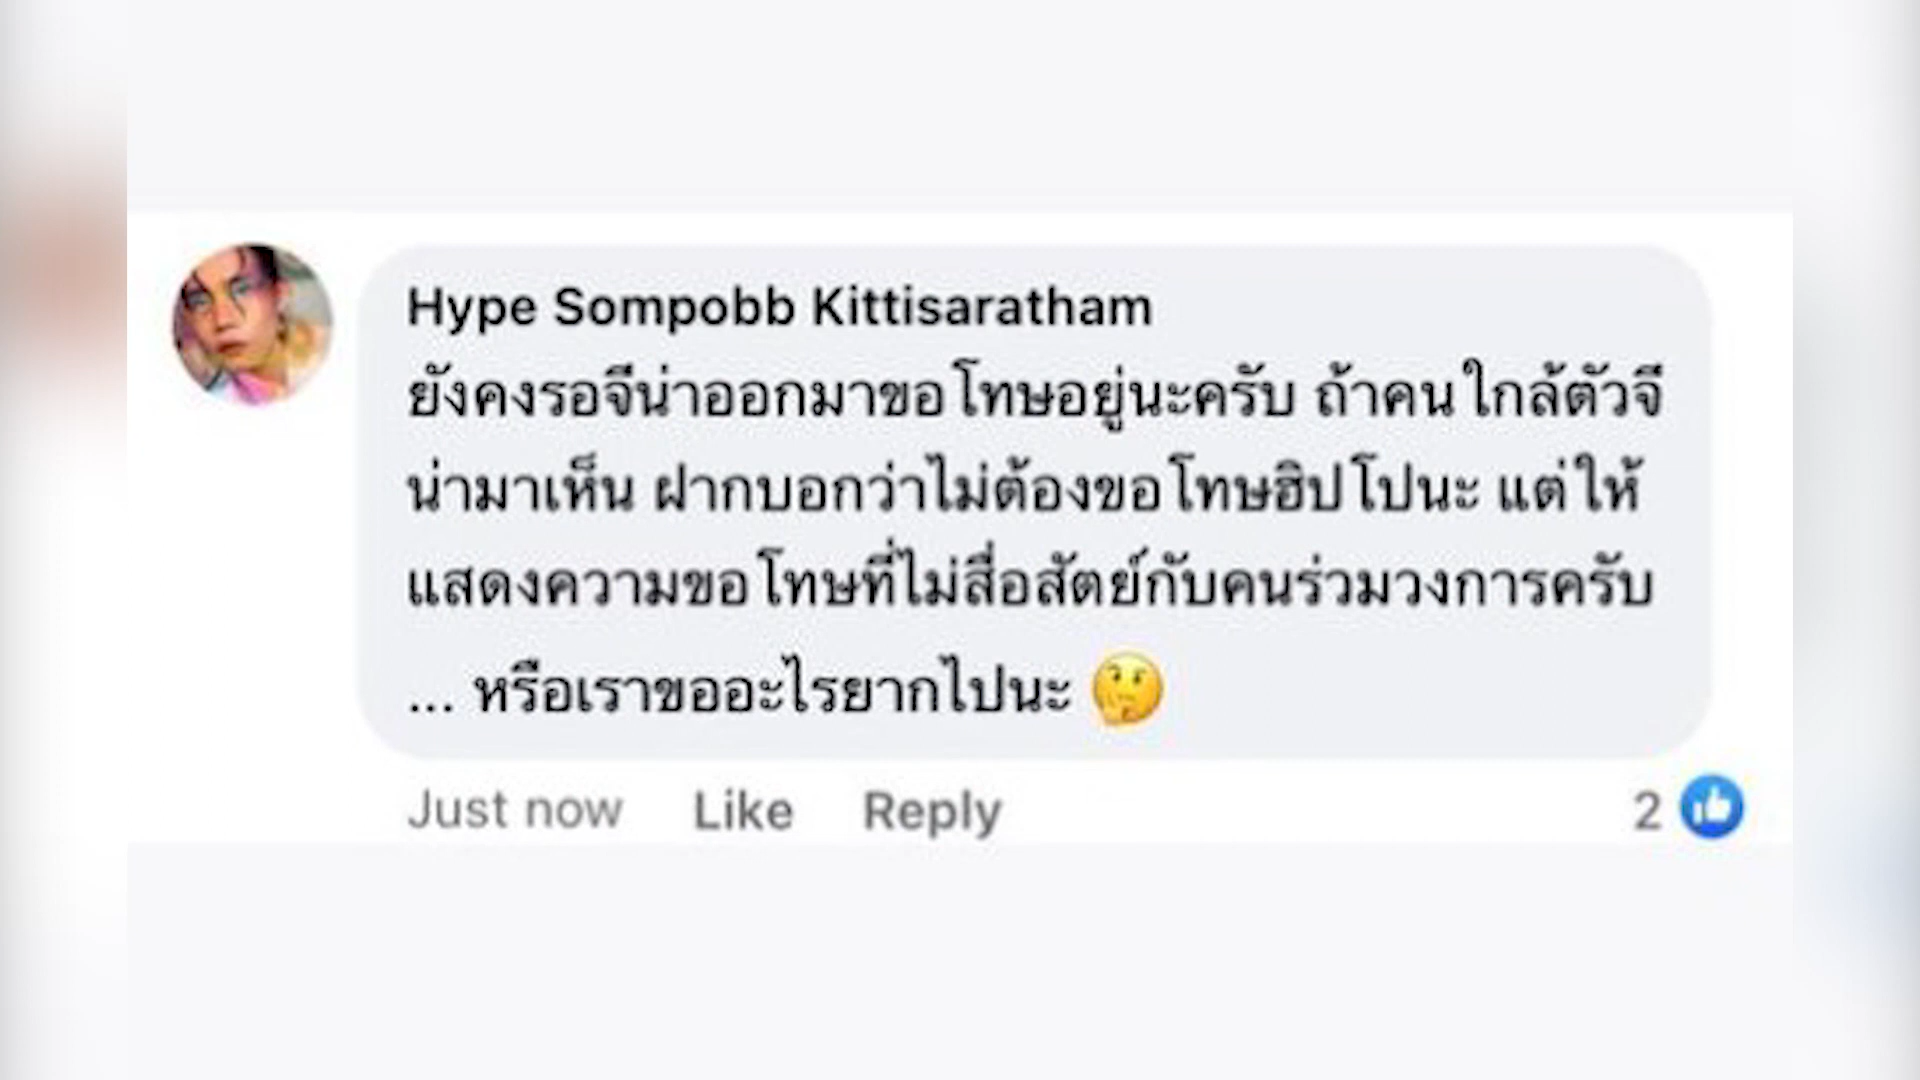 Hype Sompobb Kittisaratham
ยังคงรอจีน่าออกมาขอโทษอยู่นะครับ ถ้าคนใกล้ตัวจี
น่ามาเห็น ฝากบอกว่าไม่ต้องขอโทษฮิปโปนะ แต่ให้
แสดงความขอโทษที่ไม่สื่อสัตย์กับคนร่วมวงการครับ
... หรือเราขออะไรยากไปนะ 🤔
Just now Like Reply 2